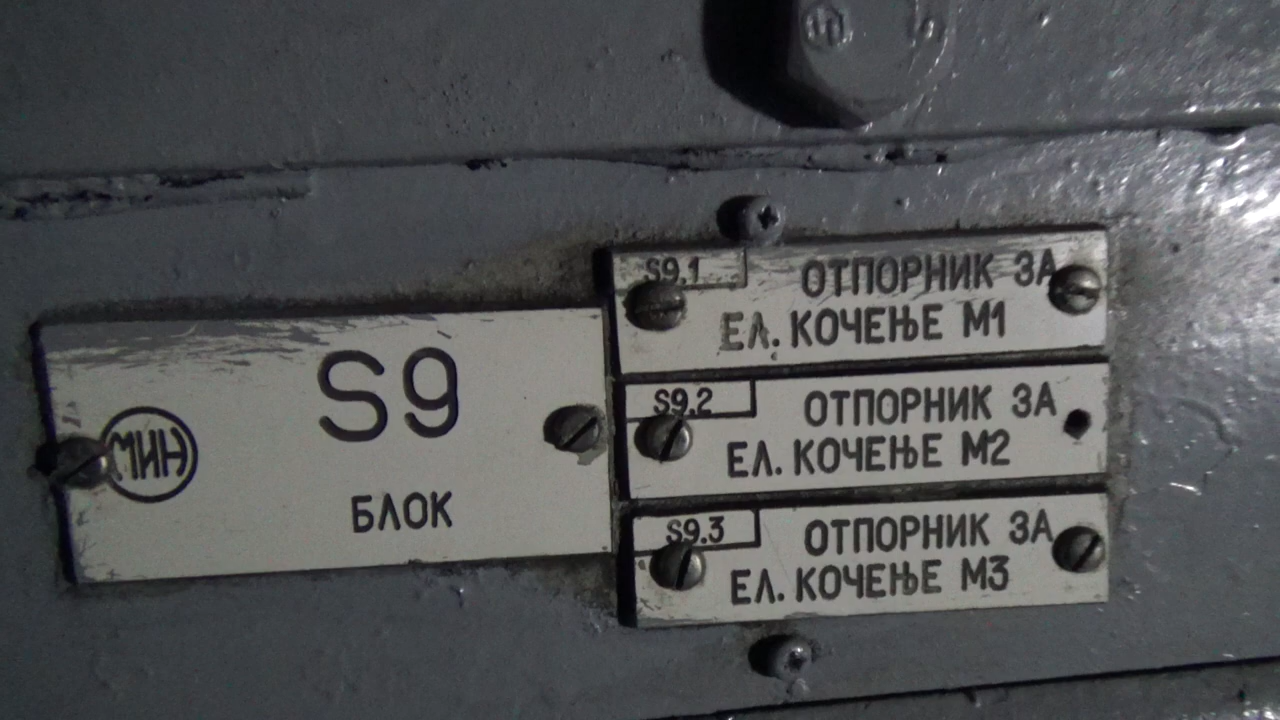 МИН
S9
БЛОК
S9.1
ОТПОРНИК ЗА
ЕЛ. КОЧЕЊЕ М1
S9.2
ОТПОРНИК ЗА
ЕЛ. КОЧЕЊЕ М2
S9.3
ОТПОРНИК ЗА
ЕЛ. КОЧЕЊЕ М3